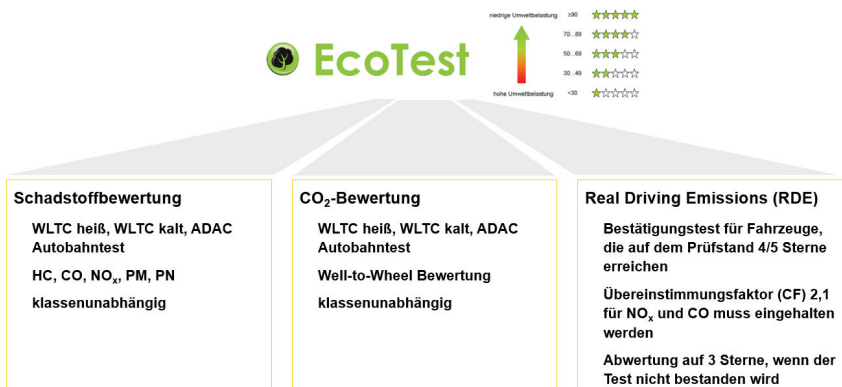 niedrige Umweltbelastung ≥90
70...89
EcoTest
50...69
30...49
hohe Umweltbelastung <30
Schadstoffbewertung
WLTC heiß, WLTC kalt, ADAC
Autobahntest
HC, CO, NOx, PM, PN
klassenunabhängig
CO2-Bewertung
WLTC heiß, WLTC kalt, ADAC
Autobahntest
Well-to-Wheel Bewertung
klassenunabhängig
Real Driving Emissions (RDE)
Bestätigungstest für Fahrzeuge,
die auf dem Prüfstand 4/5 Sterne
erreichen
Übereinstimmungsfaktor (CF) 2,1
für NOx und CO muss eingehalten
werden
Abwertung auf 3 Sterne, wenn der
Test nicht bestanden wird